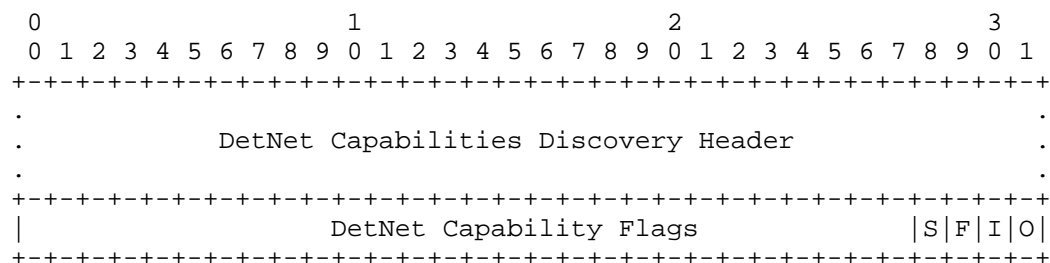 0                   1                   2                   3
 0 1 2 3 4 5 6 7 8 9 0 1 2 3 4 5 6 7 8 9 0 1 2 3 4 5 6 7 8 9 0 1
+-+-+-+-+-+-+-+-+-+-+-+-+-+-+-+-+-+-+-+-+-+-+-+-+-+-+-+-+-+-+-+-+
.                                                               .
.            DetNet Capabilities Discovery Header               .
.                                                               .
+-+-+-+-+-+-+-+-+-+-+-+-+-+-+-+-+-+-+-+-+-+-+-+-+-+-+-+-+-+-+-+-+
|                   DetNet Capability Flags             |S|F|I|O|
+-+-+-+-+-+-+-+-+-+-+-+-+-+-+-+-+-+-+-+-+-+-+-+-+-+-+-+-+-+-+-+-+